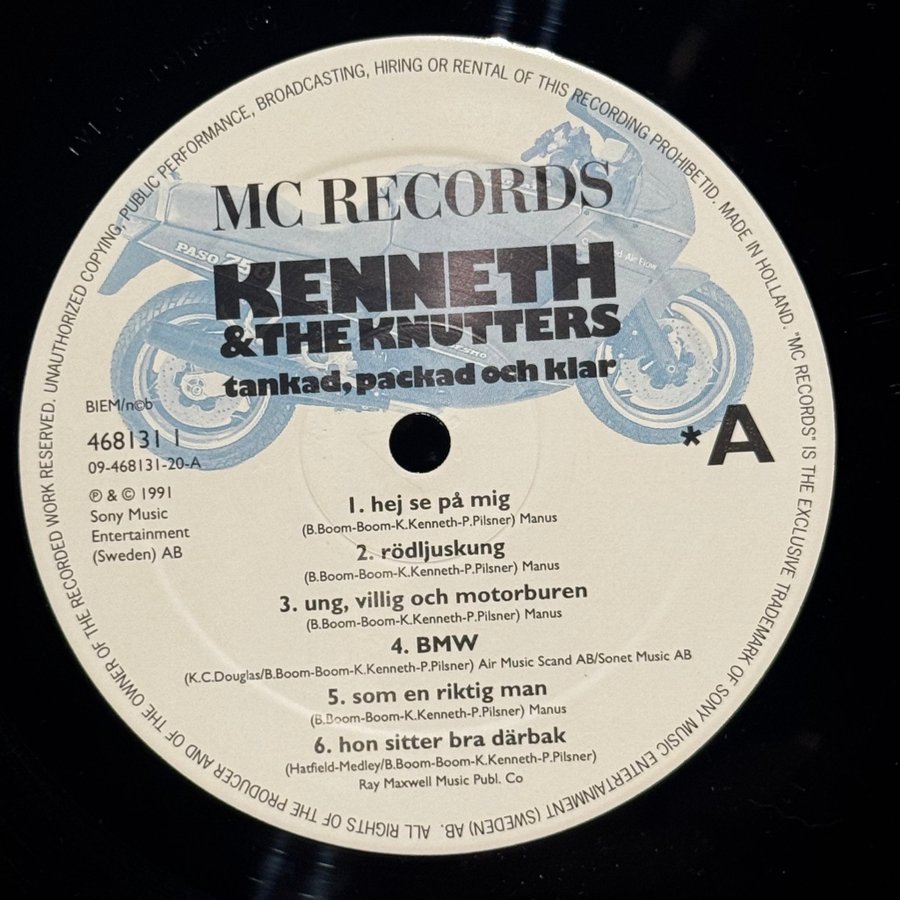 UNAUTHORIZED COPYING, PUBLIC PERFORMANCE, BROADCASTING, HIRING OR RENTAL OF THIS RECORDING PROHIBETID. MADE IN HOLLAND. "MC RECORDS" IS THE EXCLUSIVE TRADEMARK OF SONY MUSIC ENTERTAINMENT (SWEDEN) AB. ALL RIGHTS OF THE PRODUCER AND OF THE OWNER OF THE RECORDED WORK RESERVED.
MC RECORDS
PASO 750
KENNETH
& THE KNUTTERS
tankad, packad och klar
BIEM/n©b
468131 1
09-468131-20-A
*A
℗ & © 1991
Sony Music
Entertainment
(Sweden) AB
1. hej se på mig
(B.Boom-Boom-K.Kenneth-P.Pilsner) Manus
2. rödljuskung
(B.Boom-Boom-K.Kenneth-P.Pilsner) Manus
3. ung, villig och motorburen
(B.Boom-Boom-K.Kenneth-P.Pilsner) Manus
4. BMW
(K.C.Douglas/B.Boom-Boom-K.Kenneth-P.Pilsner) Air Music Scand AB/Sonet Music AB
5. som en riktig man
(B.Boom-Boom-K.Kenneth-P.Pilsner) Manus
6. hon sitter bra därbak
(Hatfield-Medley/B.Boom-Boom-K.Kenneth-P.Pilsner)
Ray Maxwell Music Publ. Co